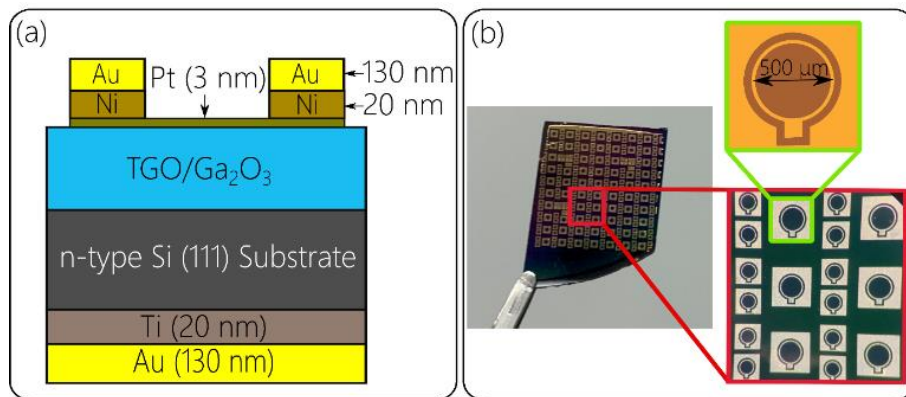 (a)
Au
Pt (3 nm)
Au
130 nm
Ni
Ni
20 nm
TGO/Ga₂O₃
n-type Si (111) Substrate
Ti (20 nm)
Au (130 nm)
(b)
500 µm